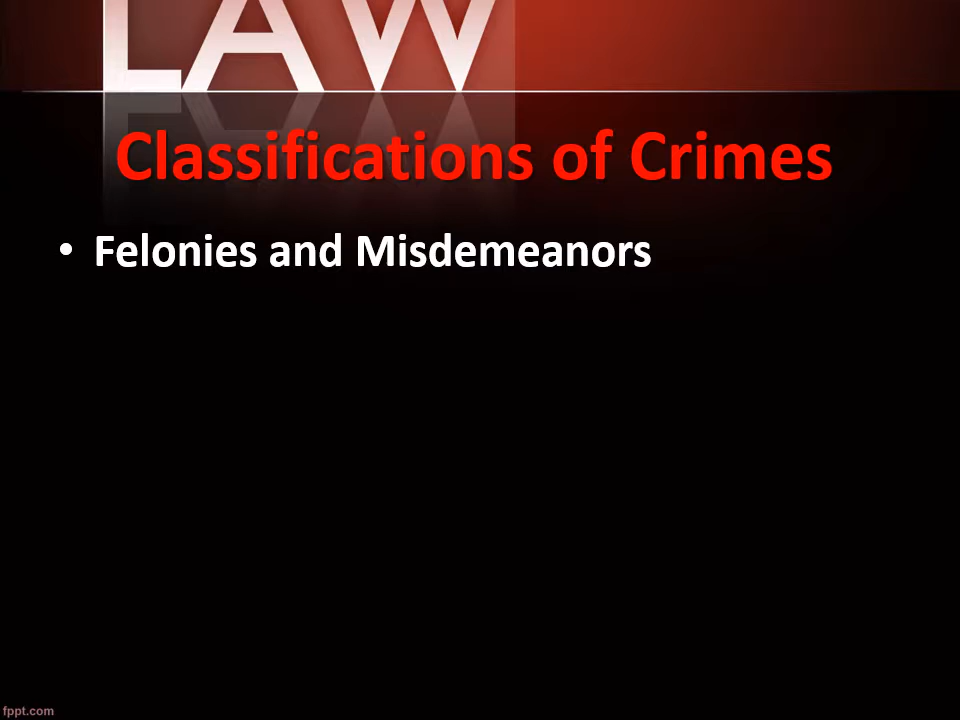 LAW
Classifications of Crimes
• Felonies and Misdemeanors
fppt.com